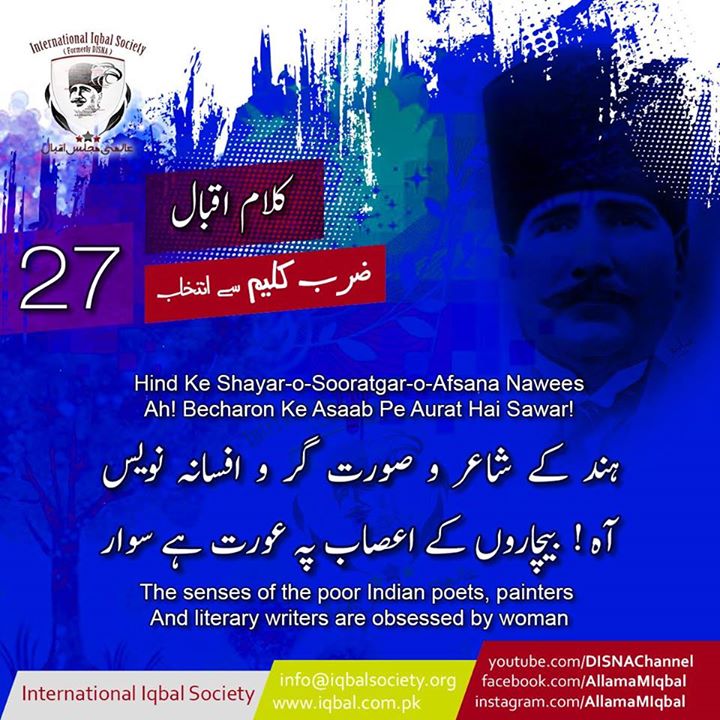 International Iqbal Society
( Formerly DISNA )
عالمی مجلس اقبال
کلام اقبال
27
ضرب کلیم سے انتخاب
Hind Ke Shayar-o-Sooratgar-o-Afsana Nawees
Ah! Becharon Ke Asaab Pe Aurat Hai Sawar!
ہند کے شاعر و صورت گر و افسانہ نویس
آہ ! بیچاروں کے اعصاب پہ عورت ہے سوار
The senses of the poor Indian poets, painters
And literary writers are obsessed by woman
International Iqbal Society
info@iqbalsociety.org
www.iqbal.com.pk
youtube.com/DISNAChannel
facebook.com/AllamaMIqbal
instagram.com/AllamaMIqbal